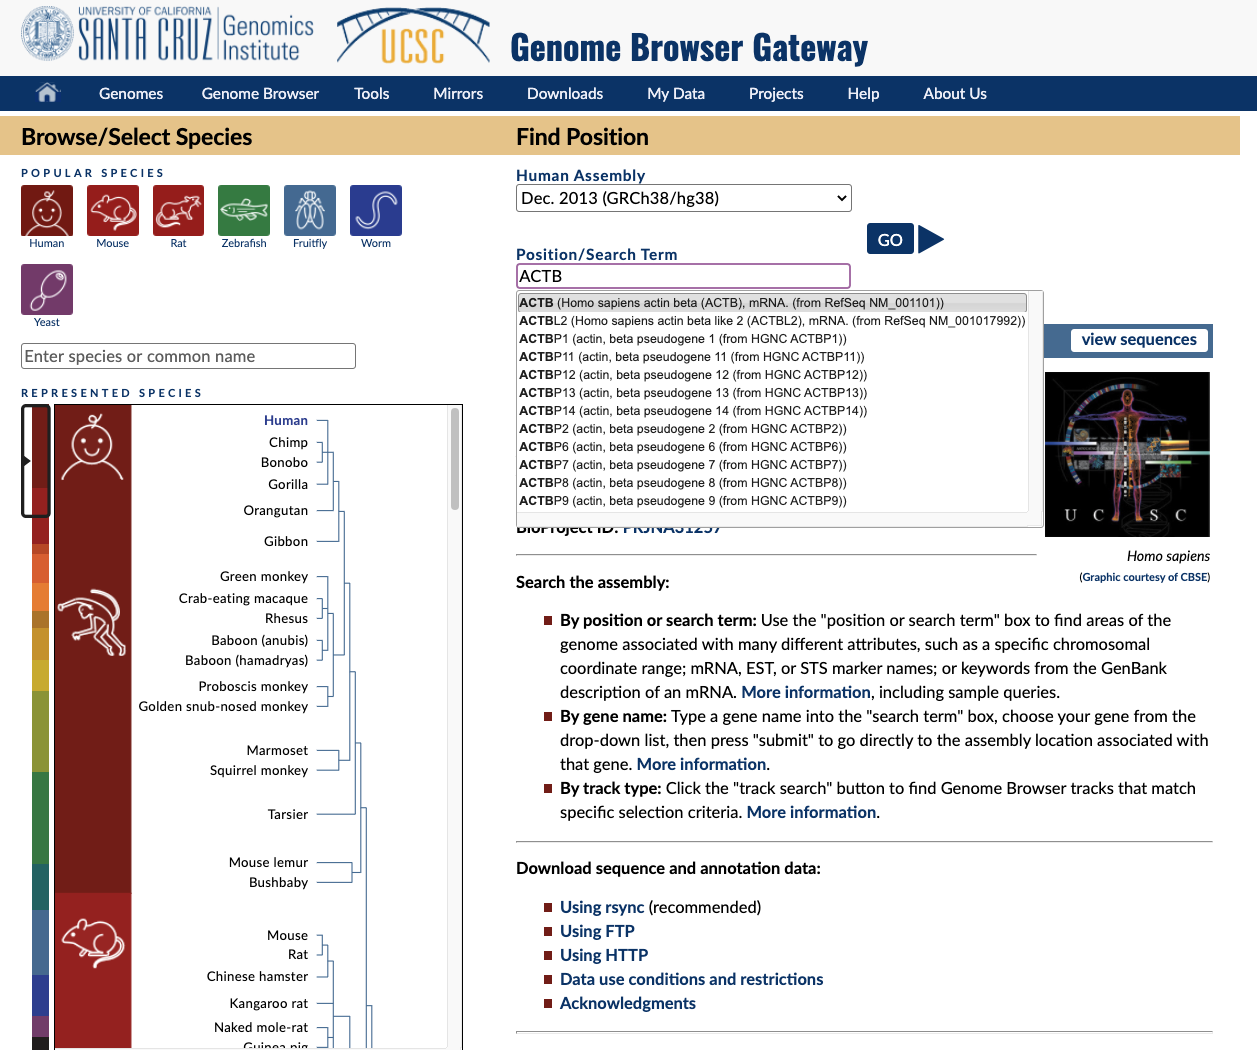 UNIVERSITY OF CALIFORNIA
SANTA CRUZ
Genomics
Institute
UCSC
Genome Browser Gateway
Genomes
Genome Browser
Tools
Mirrors
Downloads
My Data
Projects
Help
About Us
Browse/Select Species
POPULAR SPECIES
Human
Mouse
Rat
Zebrafish
Fruitfly
Worm
Yeast
Enter species or common name
REPRESENTED SPECIES
Human
Chimp
Bonobo
Gorilla
Orangutan
Gibbon
Green monkey
Crab-eating macaque
Rhesus
Baboon (anubis)
Baboon (hamadryas)
Proboscis monkey
Golden snub-nosed monkey
Marmoset
Squirrel monkey
Tarsier
Mouse lemur
Bushbaby
Mouse
Rat
Chinese hamster
Kangaroo rat
Naked mole-rat
Guinea pig
Find Position
Human Assembly
Dec. 2013 (GRCh38/hg38)
GO
Position/Search Term
ACTB
ACTB (Homo sapiens actin beta (ACTB), mRNA. (from RefSeq NM_001101))
ACTBL2 (Homo sapiens actin beta like 2 (ACTBL2), mRNA. (from RefSeq NM_001017992))
ACTBP1 (actin, beta pseudogene 1 (from HGNC ACTBP1))
ACTBP11 (actin, beta pseudogene 11 (from HGNC ACTBP11))
ACTBP12 (actin, beta pseudogene 12 (from HGNC ACTBP12))
ACTBP13 (actin, beta pseudogene 13 (from HGNC ACTBP13))
ACTBP14 (actin, beta pseudogene 14 (from HGNC ACTBP14))
ACTBP2 (actin, beta pseudogene 2 (from HGNC ACTBP2))
ACTBP6 (actin, beta pseudogene 6 (from HGNC ACTBP6))
ACTBP7 (actin, beta pseudogene 7 (from HGNC ACTBP7))
ACTBP8 (actin, beta pseudogene 8 (from HGNC ACTBP8))
ACTBP9 (actin, beta pseudogene 9 (from HGNC ACTBP9))
BioProject ID: PRJNA31257
view sequences
UCSC
Homo sapiens
(Graphic courtesy of CBSE)
Search the assembly:
By position or search term: Use the "position or search term" box to find areas of the
genome associated with many different attributes, such as a specific chromosomal
coordinate range; mRNA, EST, or STS marker names; or keywords from the GenBank
description of an mRNA. More information, including sample queries.
By gene name: Type a gene name into the "search term" box, choose your gene from the
drop-down list, then press "submit" to go directly to the assembly location associated with
that gene. More information.
By track type: Click the "track search" button to find Genome Browser tracks that match
specific selection criteria. More information.
Download sequence and annotation data:
Using rsync (recommended)
Using FTP
Using HTTP
Data use conditions and restrictions
Acknowledgments